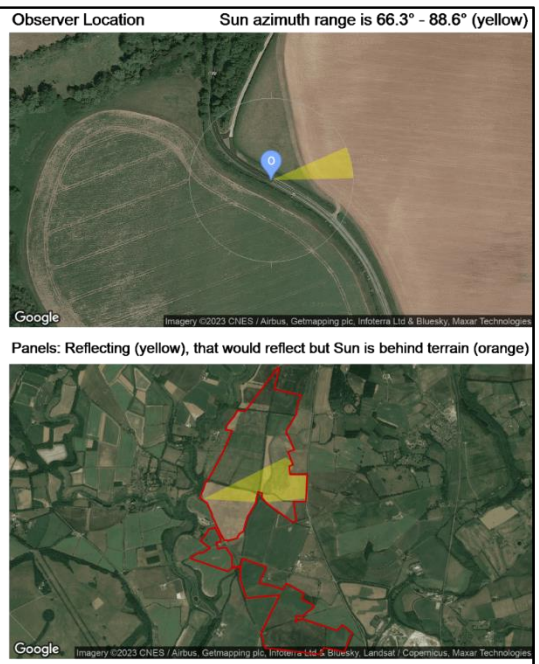 Observer Location Sun azimuth range is 66.3° - 88.6° (yellow)
O
Google
Imagery ©2023 CNES / Airbus, Getmapping plc, Infoterra Ltd & Bluesky, Maxar Technologies
Panels: Reflecting (yellow), that would reflect but Sun is behind terrain (orange)
Google
Imagery ©2023 CNES / Airbus, Getmapping plc, Infoterra Ltd & Bluesky, Landsat / Copernicus, Maxar Technologies